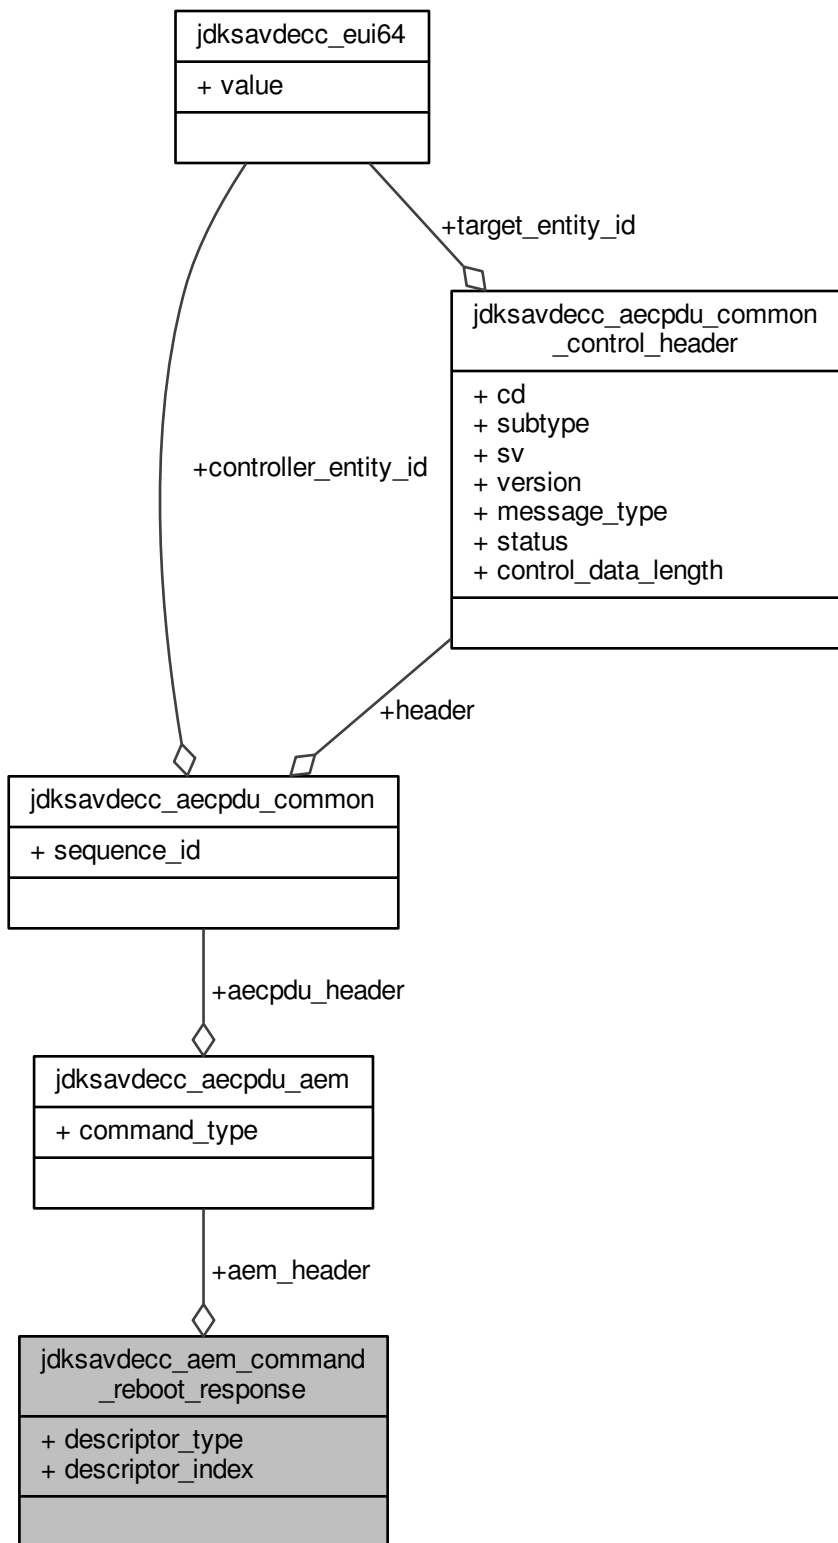 jdksavdecc_eui64
+ value
+target_entity_id
jdksavdecc_aecpdu_common
_control_header
+ cd
+ subtype
+ sv
+ version
+ message_type
+ status
+ control_data_length
+controller_entity_id
+header
jdksavdecc_aecpdu_common
+ sequence_id
+aecpdu_header
jdksavdecc_aecpdu_aem
+ command_type
+aem_header
jdksavdecc_aem_command
_reboot_response
+ descriptor_type
+ descriptor_index